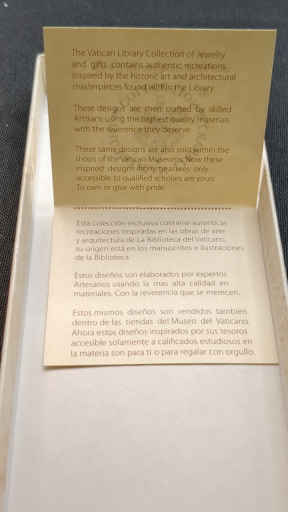 The Vatican Library Collection of Jewelry
and gifts contains authentic recreations
inspired by the historic art and architectural
masterpieces found within the Library
These designs are then crafted by skilled
Artisans using the highest quality materials
with the reverence they deserve
These same designs are also sold within the
shops of the Vatican Museums. Now these
inspired designs from treasures only
accessible to qualified scholars are yours
To own or give with pride.
Esta colección exclusiva contiene autenticas
recreaciones inspiradas en las obras de arte
y arquitectura de La Biblioteca del Vaticano,
su origen está en los manuscritos e ilustraciones
de la Biblioteca
Estos diseños son elaborados por expertos
Artesanos usando la mas alta calidad en
materiales. Con la reverencia que se merecen.
Estos mismos diseños son vendidos tambien
dentro de las tiendas del Museo del Vaticano
Ahora estos diseños inspirados por sus tesoros
accesible solamente a calificados estudiosos en
la materia son para ti o para regalar con orgullo.